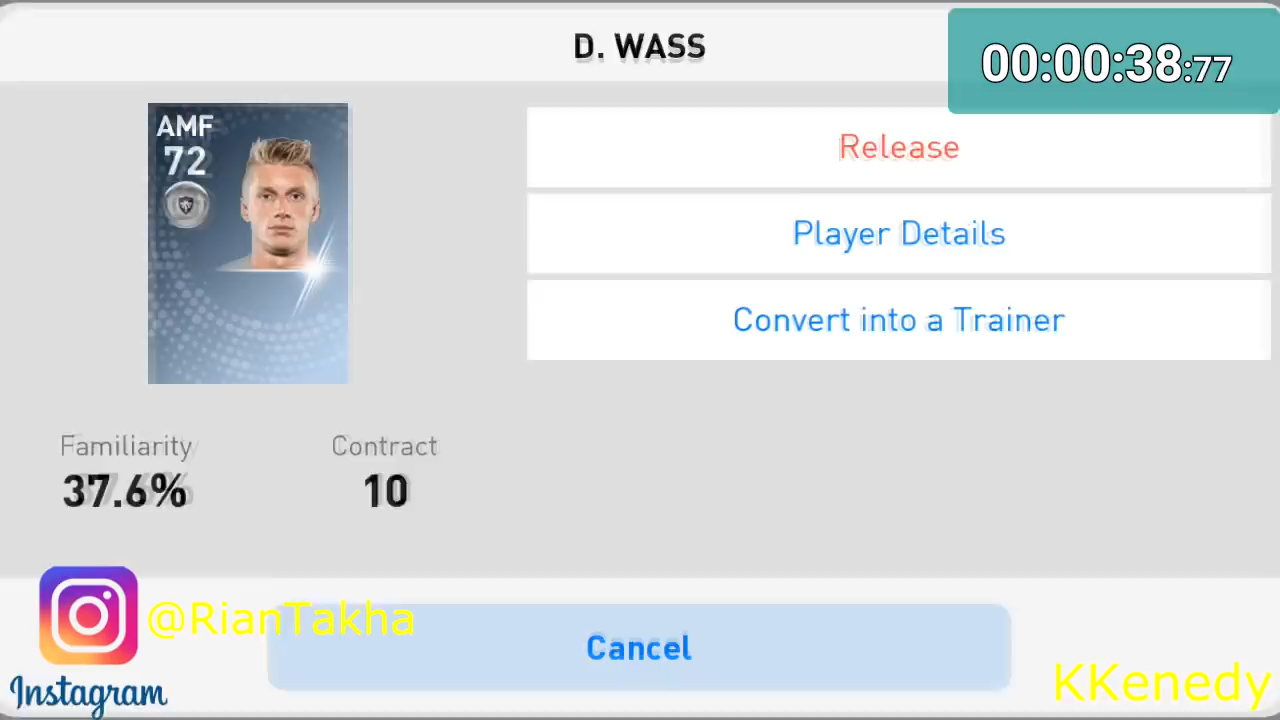 D. WASS
00:00:38:77
AMF
72
Release
Player Details
Convert into a Trainer
Familiarity
37.6%
Contract
10
@RianTakha
Cancel
Instagram
KKenedy